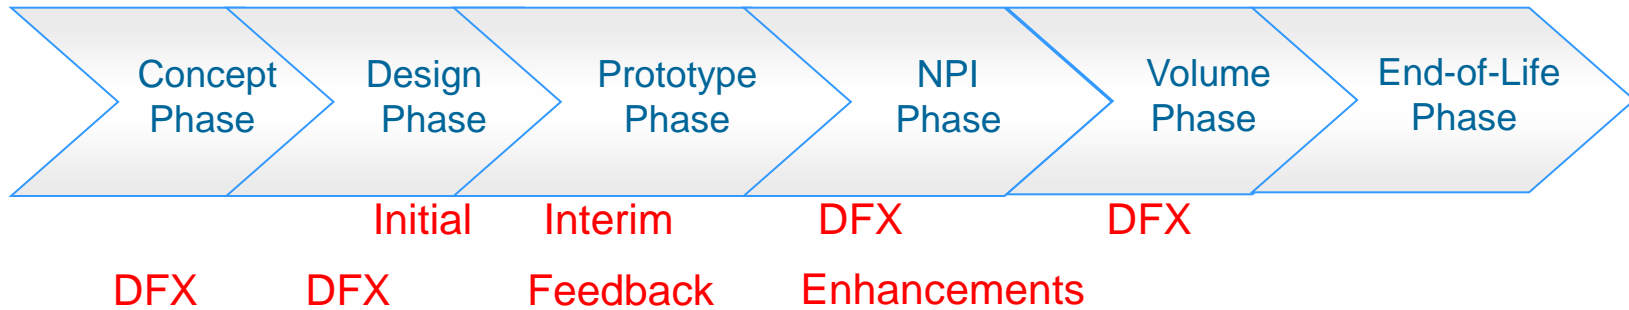 Concept Phase
Design Phase
Prototype Phase
NPI Phase
Volume Phase
End-of-Life Phase
Initial Interim DFX DFX
DFX DFX Feedback Enhancements